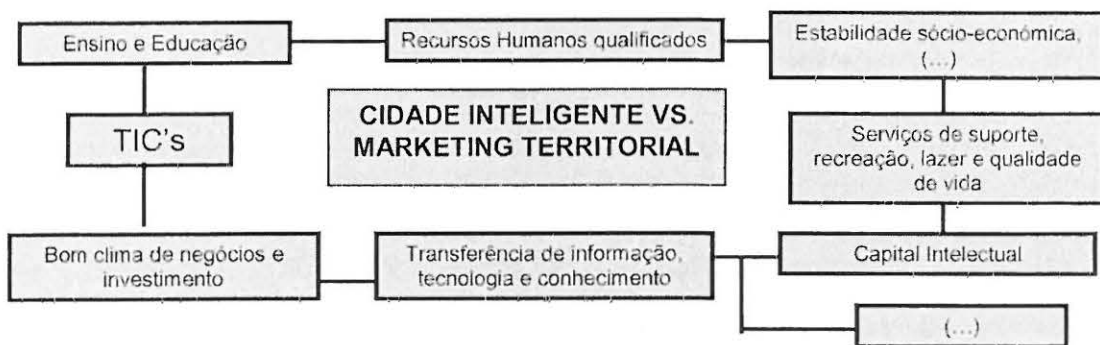 Ensino e Educação
Recursos Humanos qualificados
Estabilidade sócio-económica,
(...)
TIC's
CIDADE INTELIGENTE VS.
MARKETING TERRITORIAL
Serviços de suporte,
recreação, lazer e qualidade
de vida
Bom clima de negócios e
investimento
Transferência de informação,
tecnologia e conhecimento
Capital Intelectual
(...)